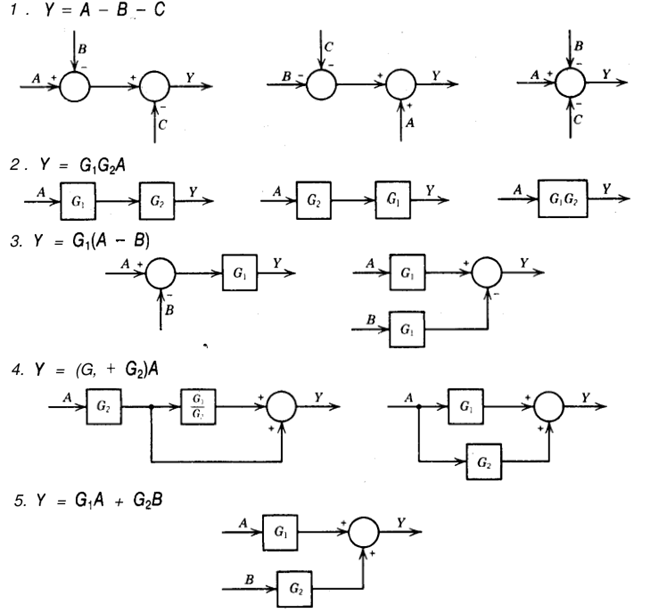 1. Y = A - B - C
B
A + - + Y
- C
C
B - - + Y
+ A
B
A + - Y
- C
2. Y = G₁G₂A
A G₁ G₂ Y
A G₂ G₁ Y
A G₁G₂ Y
3. Y = G₁(A - B)
A + G₁ Y
- B
A G₁ + Y
B G₁ -
4. Y = (G, + G₂)A
A G₂ G₁/G₂ + Y
+
A G₁ + Y
G₂ +
5. Y = G₁A + G₂B
A G₁ + Y
B G₂ +